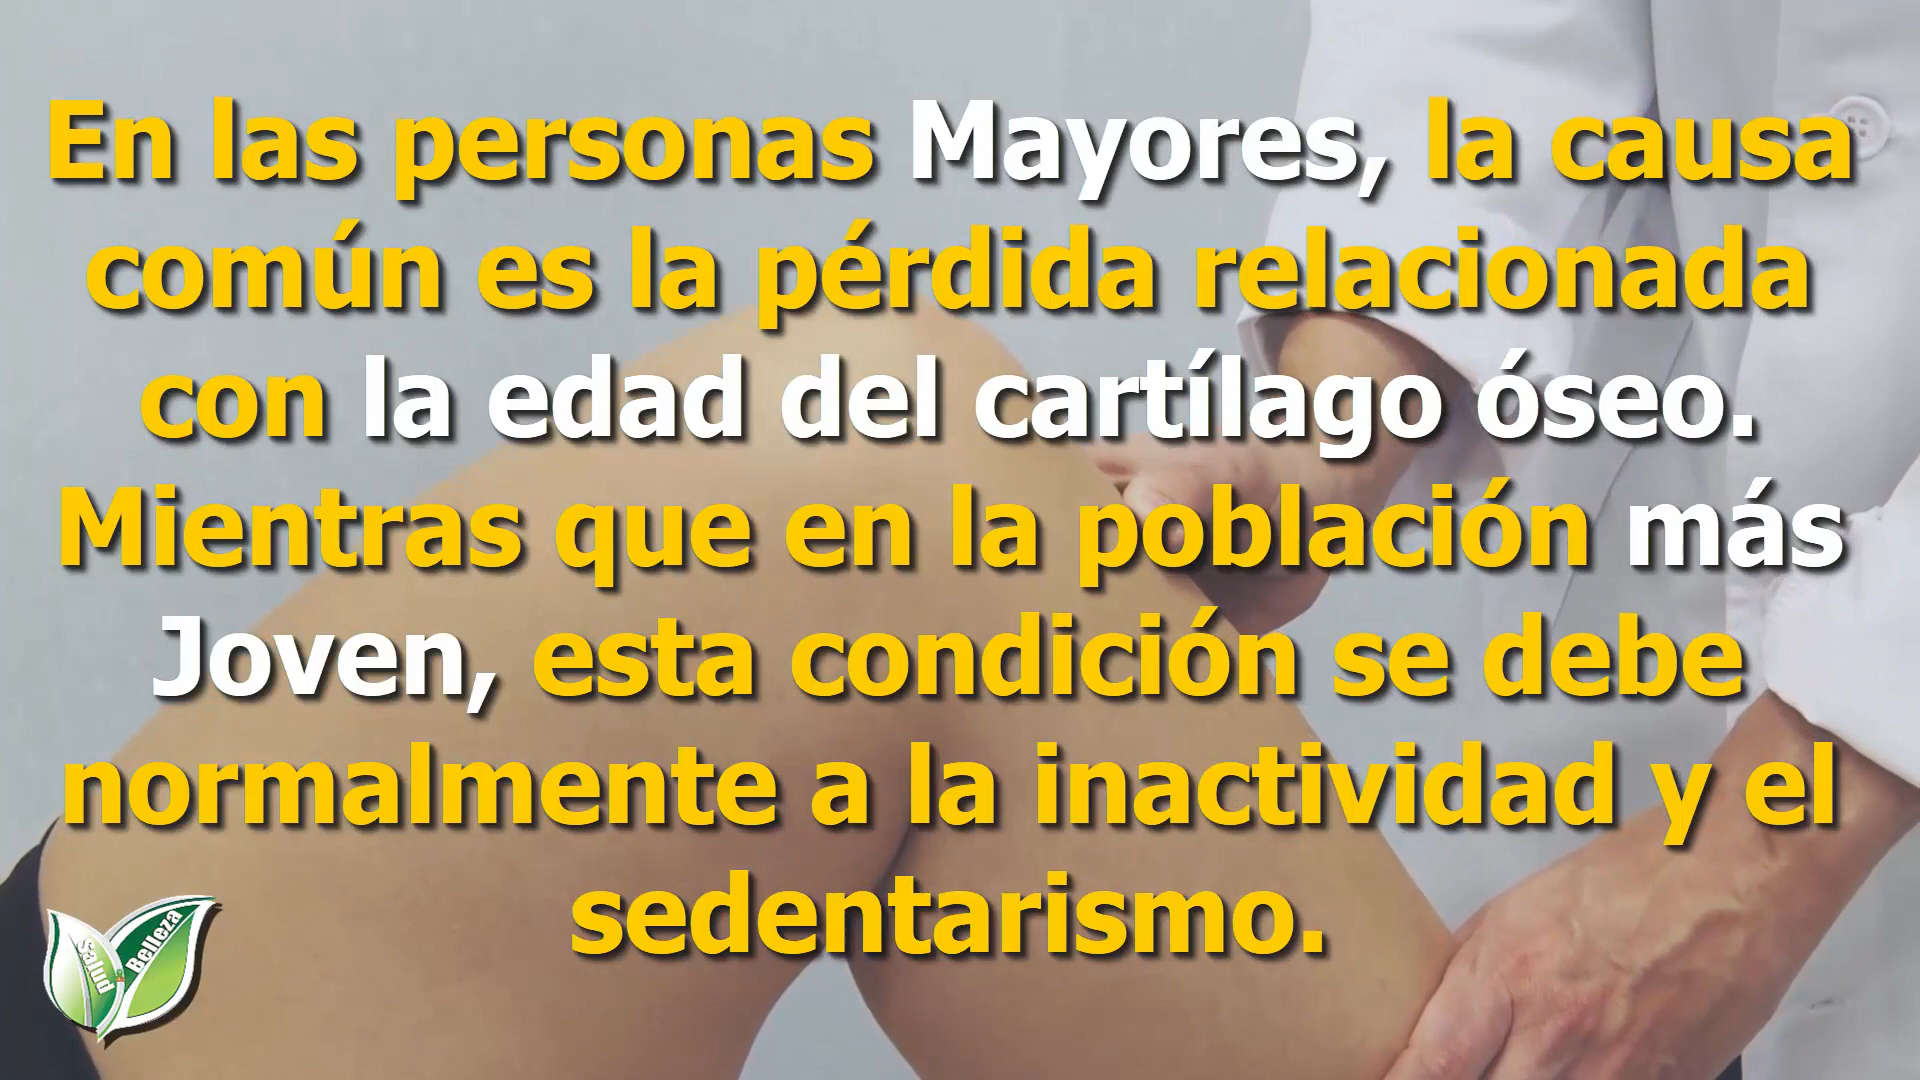 En las personas Mayores, la causa
común es la pérdida relacionada
con la edad del cartílago óseo.
Mientras que en la población más
Joven, esta condición se debe
normalmente a la inactividad y el
sedentarismo.
Salud
Belleza